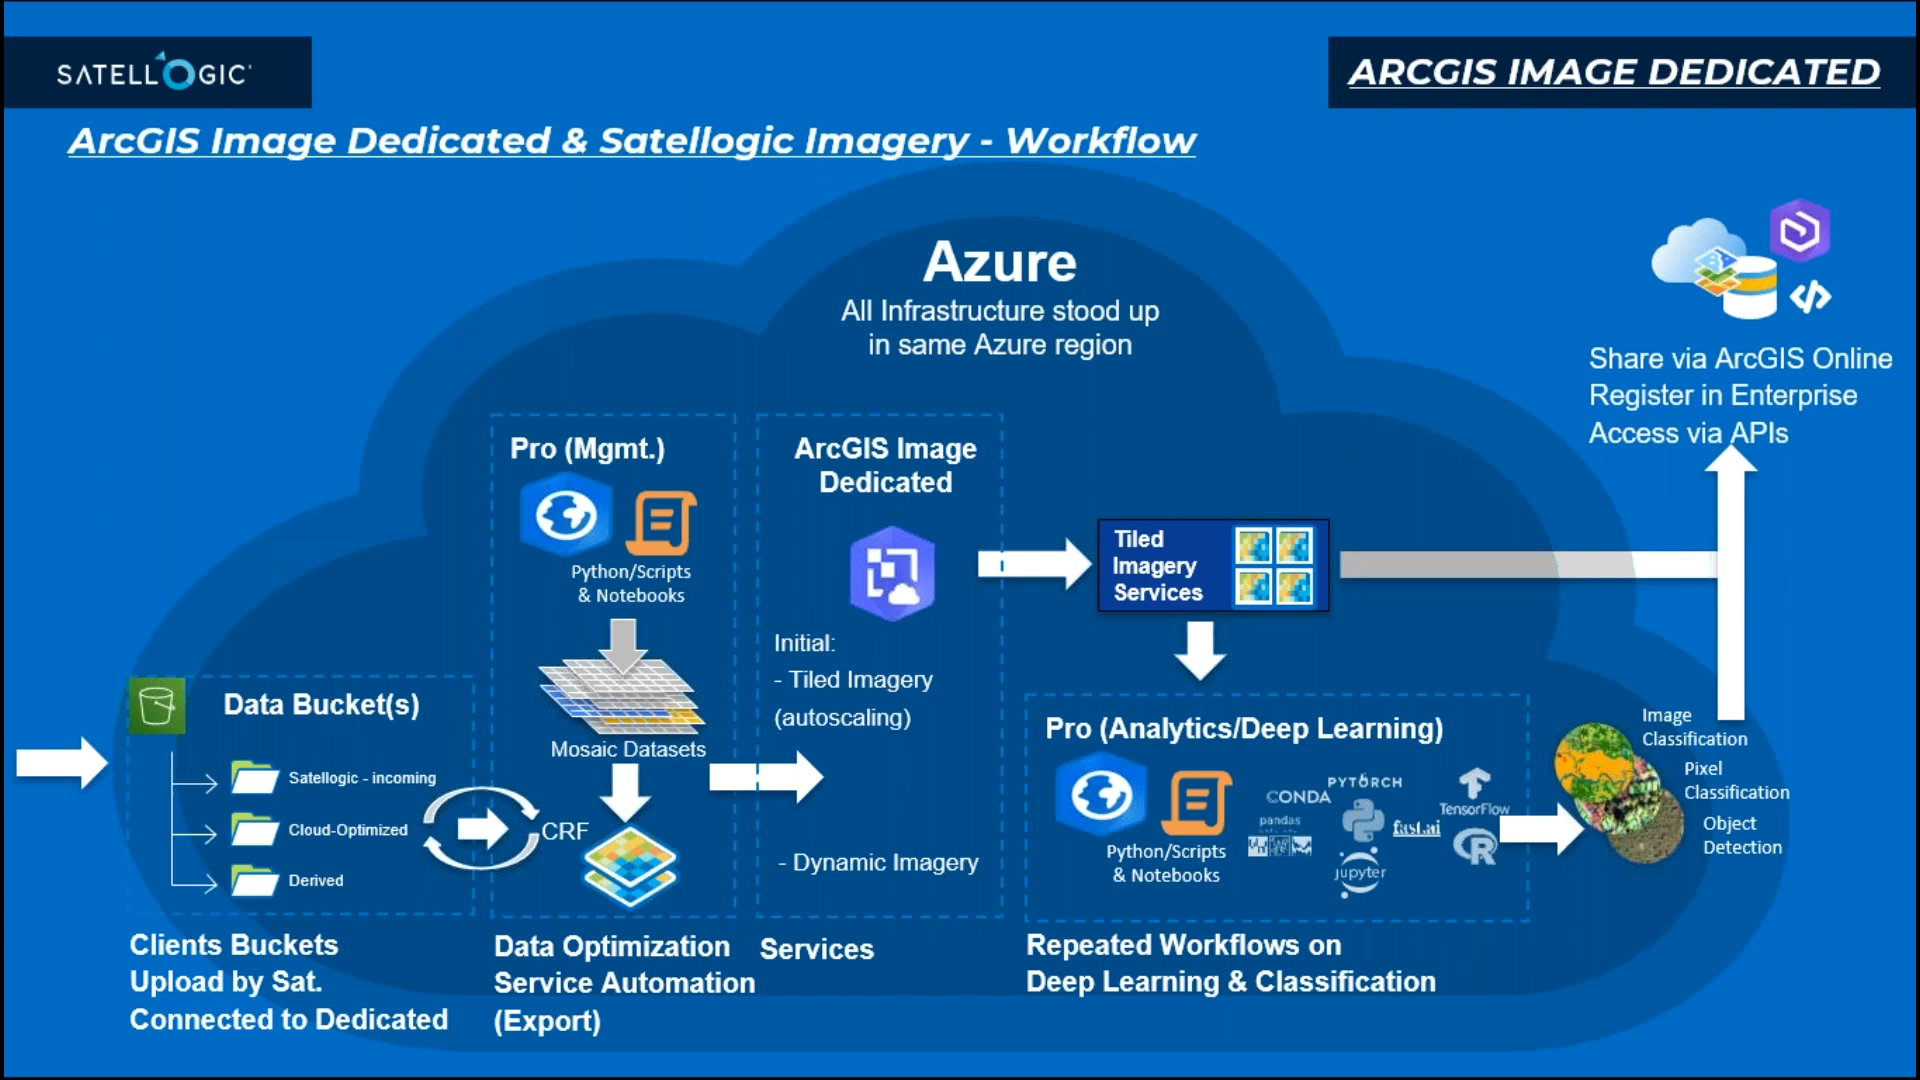 SATELLOGIC
ARCGIS IMAGE DEDICATED
ArcGIS Image Dedicated & Satellogic Imagery - Workflow
Azure
All Infrastructure stood up
in same Azure region
Share via ArcGIS Online
Register in Enterprise
Access via APIs
Pro (Mgmt.)
Python/Scripts
& Notebooks
Mosaic Datasets
CRF
ArcGIS Image
Dedicated
Initial:
- Tiled Imagery
(autoscaling)
- Dynamic Imagery
Tiled
Imagery
Services
Data Bucket(s)
Satellogic - incoming
Cloud-Optimized
Derived
Pro (Analytics/Deep Learning)
Python/Scripts
& Notebooks
CONDA
PYTORCH
TensorFlow
pandas
fast.ai
R
jupyter
Image
Classification
Pixel
Classification
Object
Detection
Clients Buckets
Upload by Sat.
Connected to Dedicated
Data Optimization
Service Automation
(Export)
Services
Repeated Workflows on
Deep Learning & Classification